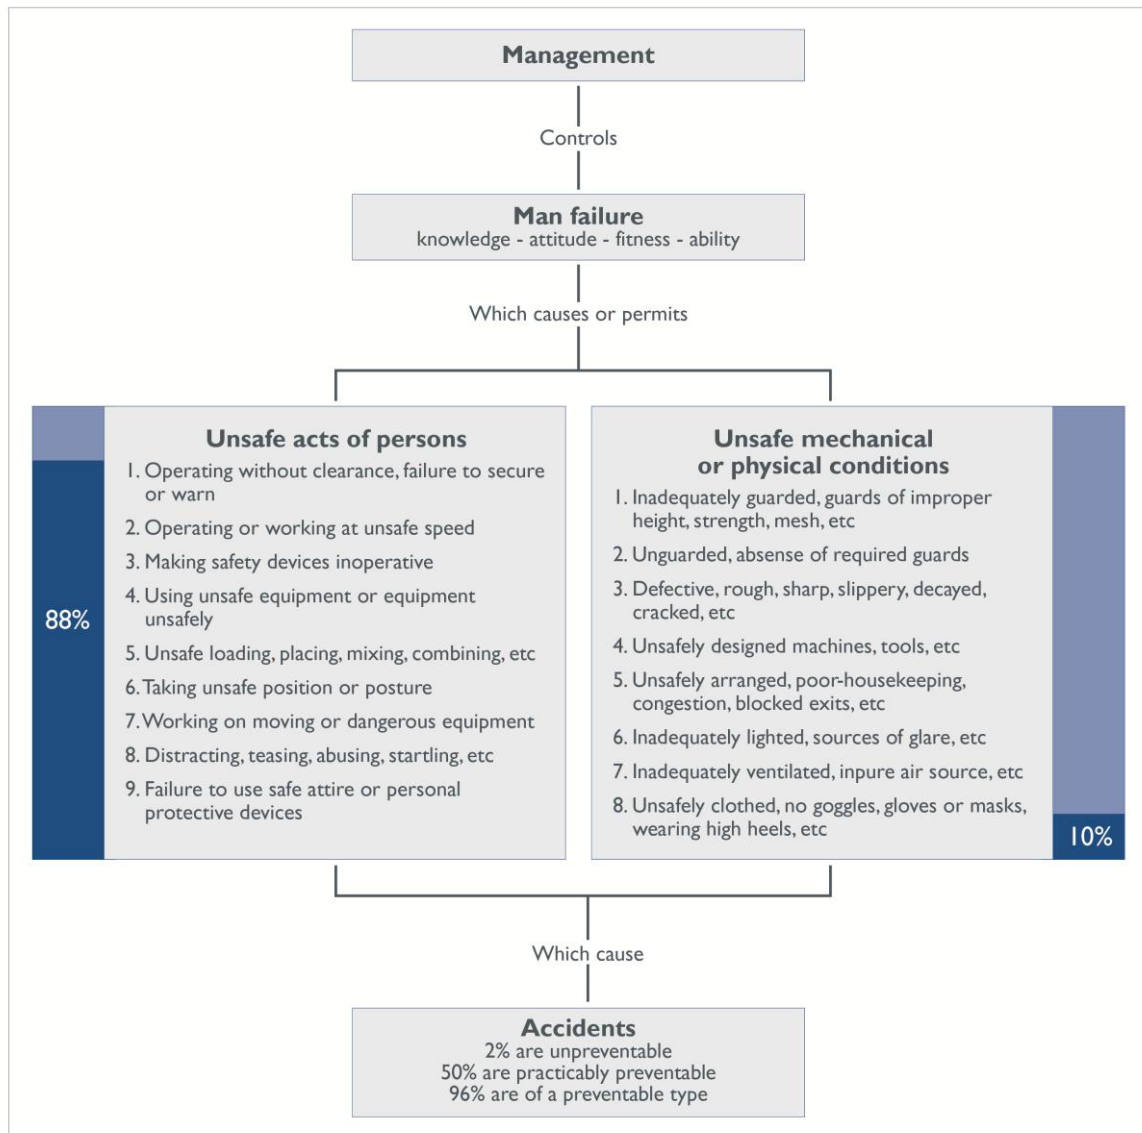 Management
Controls
Man failure
knowledge - attitude - fitness - ability
Which causes or permits
88%
Unsafe acts of persons
1. Operating without clearance, failure to secure
or warn
2. Operating or working at unsafe speed
3. Making safety devices inoperative
4. Using unsafe equipment or equipment
unsafely
5. Unsafe loading, placing, mixing, combining, etc
6. Taking unsafe position or posture
7. Working on moving or dangerous equipment
8. Distracting, teasing, abusing, startling, etc
9. Failure to use safe attire or personal
protective devices
Unsafe mechanical
or physical conditions
1. Inadequately guarded, guards of improper
height, strength, mesh, etc
2. Unguarded, absense of required guards
3. Defective, rough, sharp, slippery, decayed,
cracked, etc
4. Unsafely designed machines, tools, etc
5. Unsafely arranged, poor-housekeeping,
congestion, blocked exits, etc
6. Inadequately lighted, sources of glare, etc
7. Inadequately ventilated, inpure air source, etc
8. Unsafely clothed, no goggles, gloves or masks,
wearing high heels, etc
10%
Which cause
Accidents
2% are unpreventable
50% are practicably preventable
96% are of a preventable type